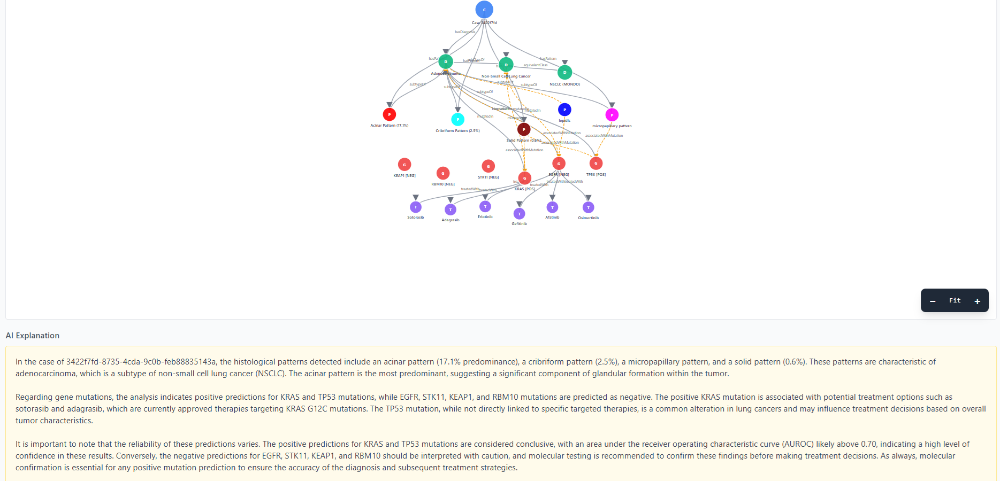 C
Case 3422f7fd
hasDiagnosis
hasPattern
subClassOf
hasPattern
D
D
equivalentClass
D
Adenocarcinoma
Non-Small Cell Lung Cancer
NSCLC (MONDO)
subtypeOf
subtypeOf
subtypeOf
subtypeOf
subtypeOf
P
Acinar Pattern (17.1%)
P
Cribriform Pattern (2.5%)
mutatedIn
mutatedIn
P
Solid Pattern (0.6%)
P
lepidic
P
micropapillary pattern
associatedWithMutation
associatedWithMutation
associatedWithMutation
associatedWithMutation
G
KEAP1 [NEG]
G
RBM10 [NEG]
G
STK11 [NEG]
G
KRAS [POS]
G
EGFR [NEG]
G
TP53 [POS]
treatedWith
treatedWith
treatedWith
treatedWith
treatedWith
T
Sotorasib
T
Adagrasib
T
Erlotinib
T
Gefitinib
T
Afatinib
T
Osimertinib
− Fit +
AI Explanation
In the case of 3422f7fd-8735-4cda-9c0b-feb88835143a, the histological patterns detected include an acinar pattern (17.1% predominance), a cribriform pattern (2.5%), a micropapillary pattern, and a solid pattern (0.6%). These patterns are characteristic of
adenocarcinoma, which is a subtype of non-small cell lung cancer (NSCLC). The acinar pattern is the most predominant, suggesting a significant component of glandular formation within the tumor.
Regarding gene mutations, the analysis indicates positive predictions for KRAS and TP53 mutations, while EGFR, STK11, KEAP1, and RBM10 mutations are predicted as negative. The positive KRAS mutation is associated with potential treatment options such as
sotorasib and adagrasib, which are currently approved therapies targeting KRAS G12C mutations. The TP53 mutation, while not directly linked to specific targeted therapies, is a common alteration in lung cancers and may influence treatment decisions based on overall
tumor characteristics.
It is important to note that the reliability of these predictions varies. The positive predictions for KRAS and TP53 mutations are considered conclusive, with an area under the receiver operating characteristic curve (AUROC) likely above 0.70, indicating a high level of
confidence in these results. Conversely, the negative predictions for EGFR, STK11, KEAP1, and RBM10 should be interpreted with caution, and molecular testing is recommended to confirm these findings before making treatment decisions. As always, molecular
confirmation is essential for any positive mutation prediction to ensure the accuracy of the diagnosis and subsequent treatment strategies.